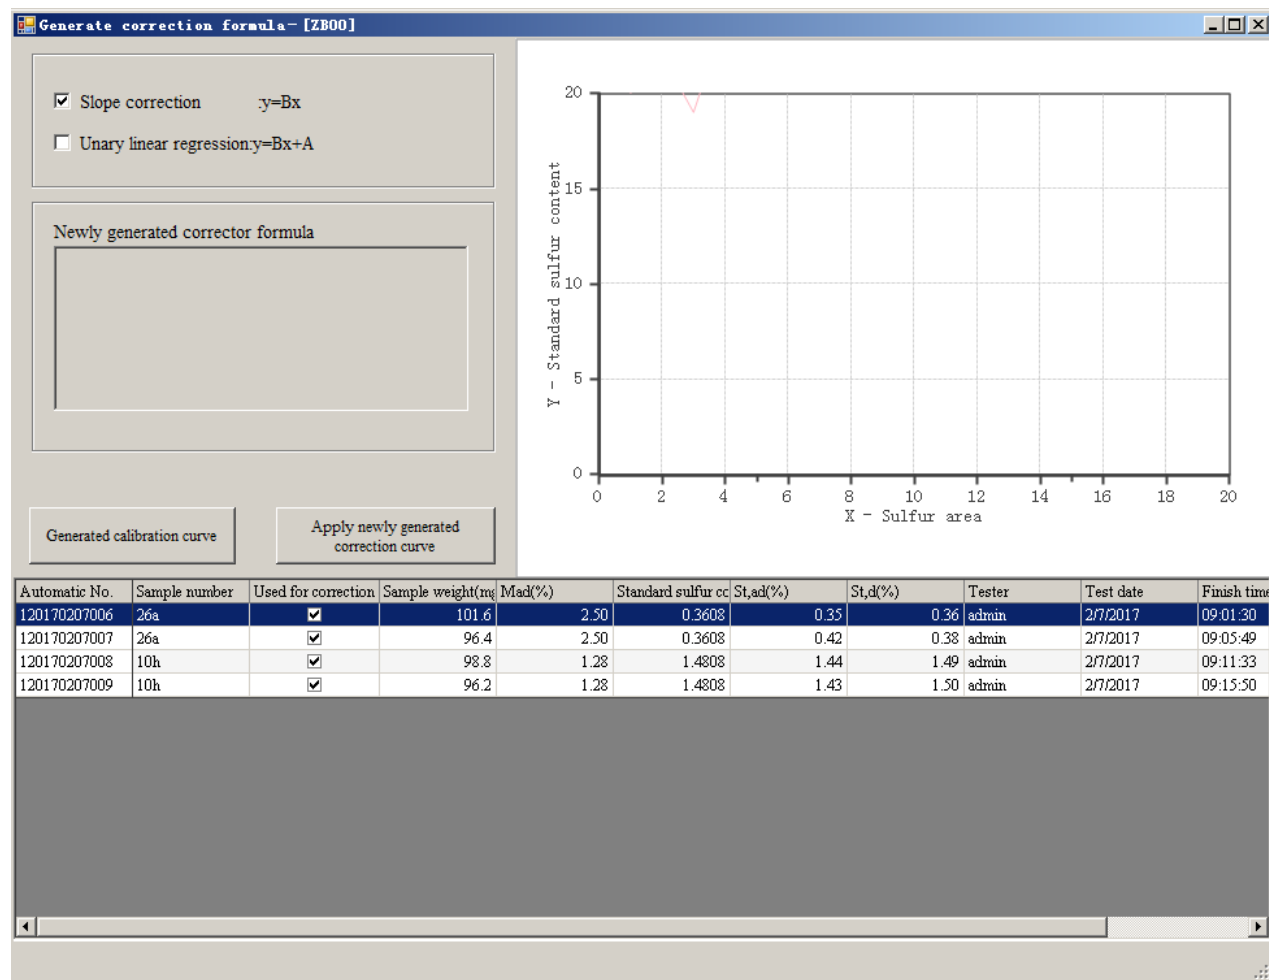 Generate correction formula-[ZB00]
Slope correction :y=Bx
Unary linear regression:y=Bx+A
Newly generated corrector formula
Generated calibration curve
Apply newly generated
correction curve
Y - Standard sulfur content
20
15
10
5
0
0 2 4 6 8 10 12 14 16 18 20
X - Sulfur area
Automatic No. Sample number Used for correction Sample weight(mg Mad(%) Standard sulfur cc St,ad(%) St,d(%) Tester Test date Finish time
120170207006 26a 101.6 2.50 0.3608 0.35 0.36 admin 2/7/2017 09:01:30
120170207007 26a 96.4 2.50 0.3608 0.42 0.38 admin 2/7/2017 09:05:49
120170207008 10h 98.8 1.28 1.4808 1.44 1.49 admin 2/7/2017 09:11:33
120170207009 10h 96.2 1.28 1.4808 1.43 1.50 admin 2/7/2017 09:15:50